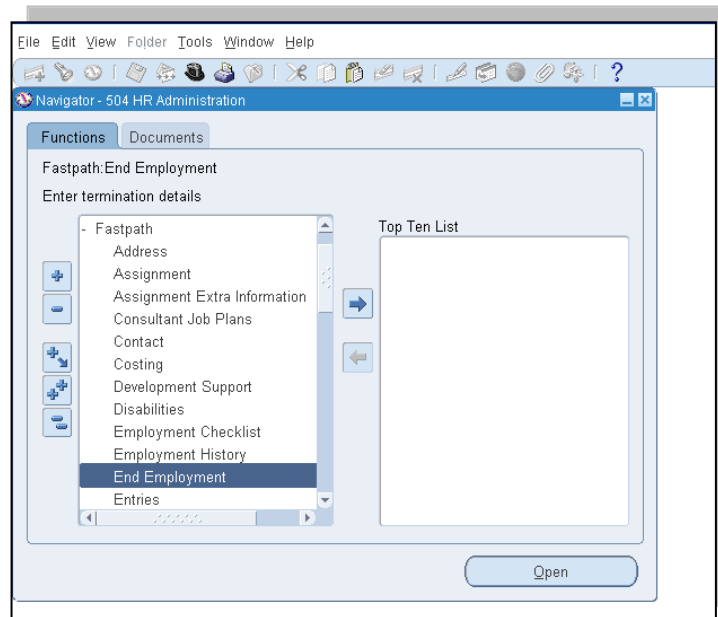 File Edit View Folder Tools Window Help
?
Navigator - 504 HR Administration
Functions Documents
Fastpath:End Employment
Enter termination details
- Fastpath
Address
Assignment
Assignment Extra Information
Consultant Job Plans
Contact
Costing
Development Support
Disabilities
Employment Checklist
Employment History
End Employment
Entries
Top Ten List
Open